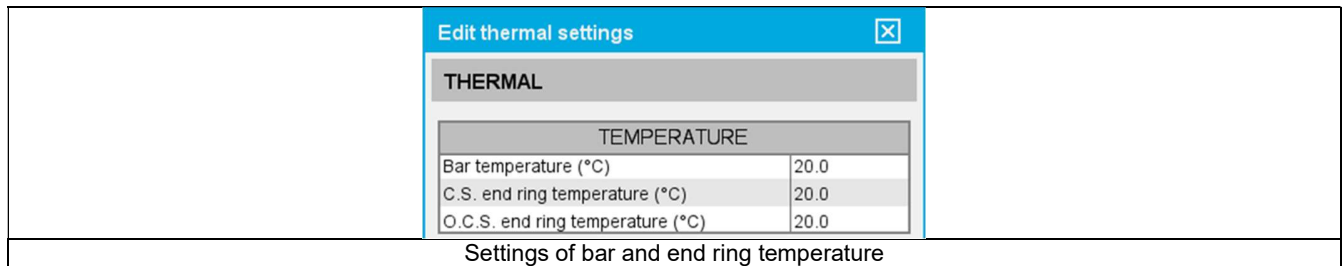 Edit thermal settings
THERMAL
TEMPERATURE
Bar temperature (°C) 20.0
C.S. end ring temperature (°C) 20.0
O.C.S. end ring temperature (°C) 20.0
Settings of bar and end ring temperature